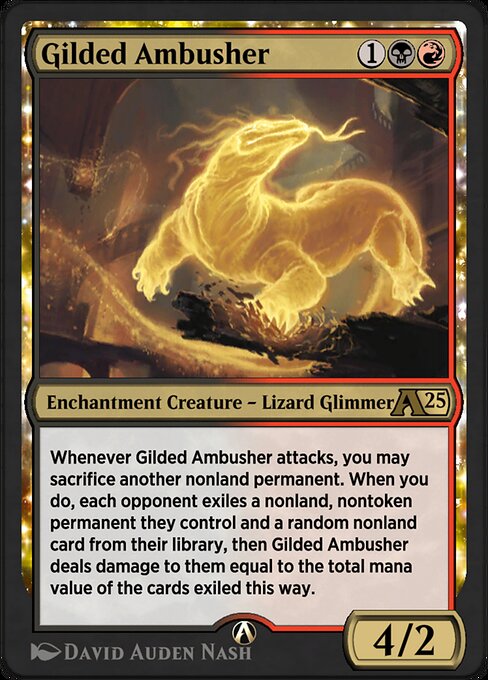 Gilded Ambusher 1
Enchantment Creature – Lizard Glimmer A25
Whenever Gilded Ambusher attacks, you may
sacrifice another nonland permanent. When you
do, each opponent exiles a nonland, nontoken
permanent they control and a random nonland
card from their library, then Gilded Ambusher
deals damage to them equal to the total mana
value of the cards exiled this way.
4/2
DAVID AUDEN NASH